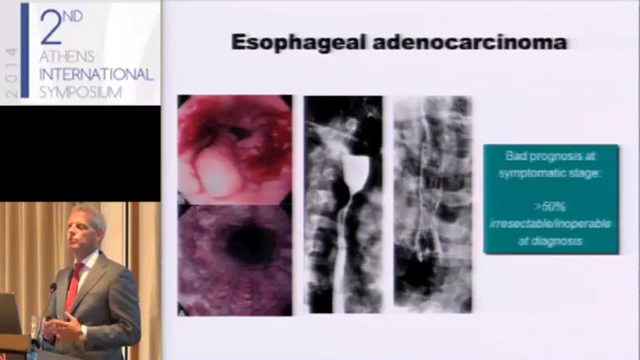 2014
2ND
ATHENS
INTERNATIONAL
SYMPOSIUM
Esophageal adenocarcinoma
Bad prognosis at
symptomatic stage:
>50%
irresectable/inoperable
at diagnosis